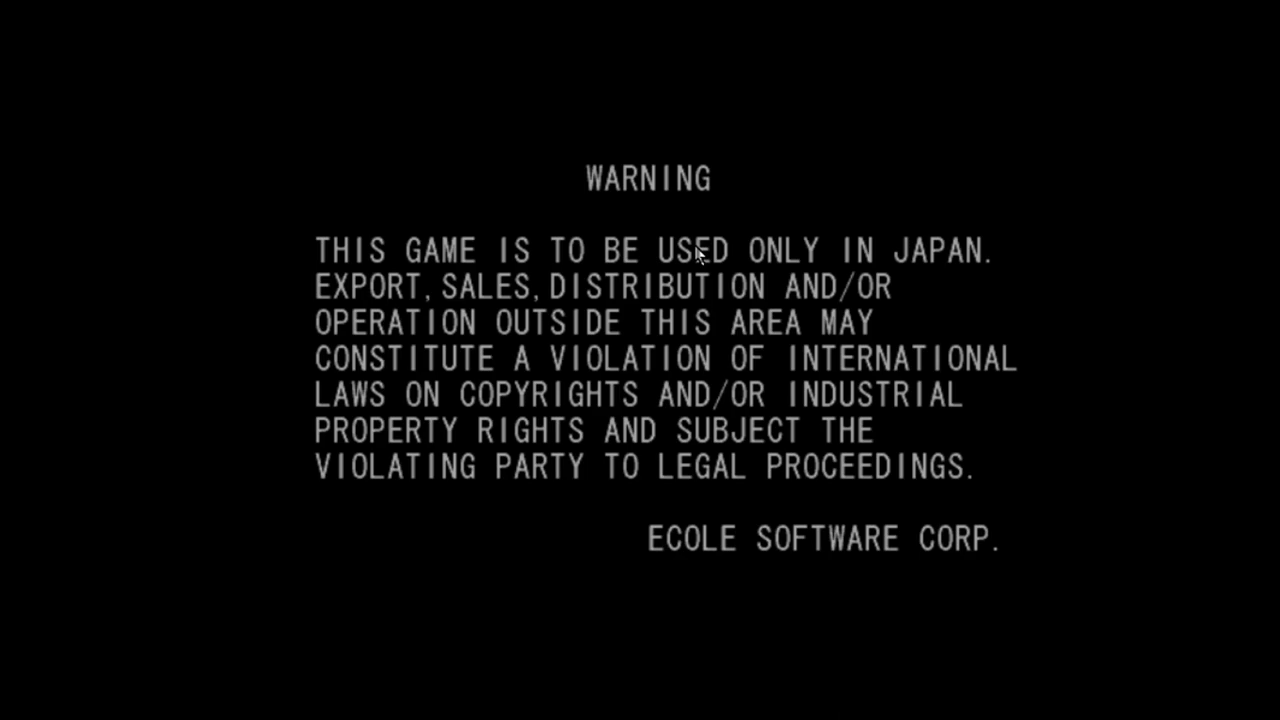 WARNING
THIS GAME IS TO BE USED ONLY IN JAPAN.
EXPORT,SALES,DISTRIBUTION AND/OR
OPERATION OUTSIDE THIS AREA MAY
CONSTITUTE A VIOLATION OF INTERNATIONAL
LAWS ON COPYRIGHTS AND/OR INDUSTRIAL
PROPERTY RIGHTS AND SUBJECT THE
VIOLATING PARTY TO LEGAL PROCEEDINGS.
ECOLE SOFTWARE CORP.